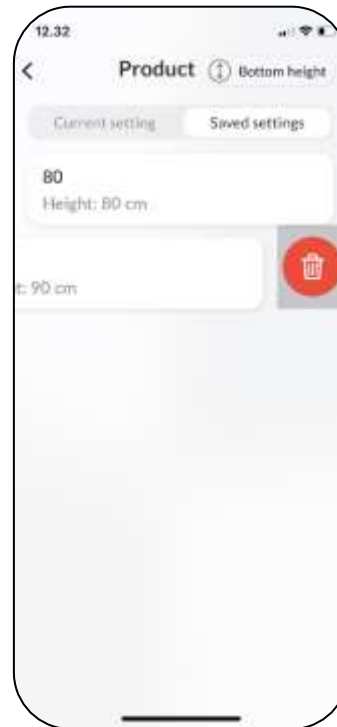 12.32
Product Bottom height
Current setting Saved settings
80
Height: 80 cm
t: 90 cm